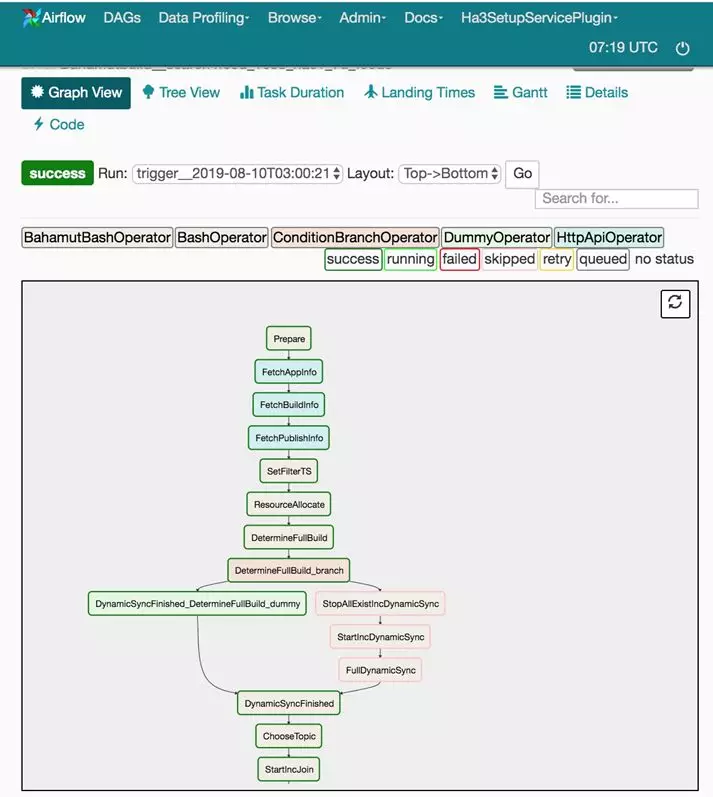 Airflow DAGs Data Profiling Browse Admin Docs Ha3SetupServicePlugin
07:19 UTC
Graph View Tree View Task Duration Landing Times Gantt Details
Code
success Run: trigger__2019-08-10T03:00:21 Layout: Top->Bottom Go
Search for...
BahamutBashOperator BashOperator ConditionBranchOperator DummyOperator HttpApiOperator
success running failed skipped retry queued no status
Prepare
FetchAppInfo
FetchBuildInfo
FetchPublishInfo
SetFilterTS
ResourceAllocate
DetermineFullBuild
DetermineFullBuild_branch
DynamicSyncFinished_DetermineFullBuild_dummy StopAllExistIncDynamicSync
StartIncDynamicSync
FullDynamicSync
DynamicSyncFinished
ChooseTopic
StartIncJoin